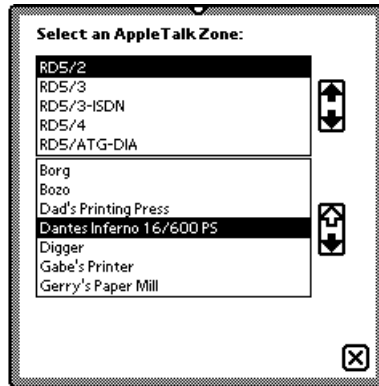 Select an AppleTalk Zone:
RD5/2
RD5/3
RD5/3-ISDN
RD5/4
RD5/ATG-DIA
Borg
Bozo
Dad's Printing Press
Dantes Inferno 16/600 PS
Digger
Gabe's Printer
Gerry's Paper Mill